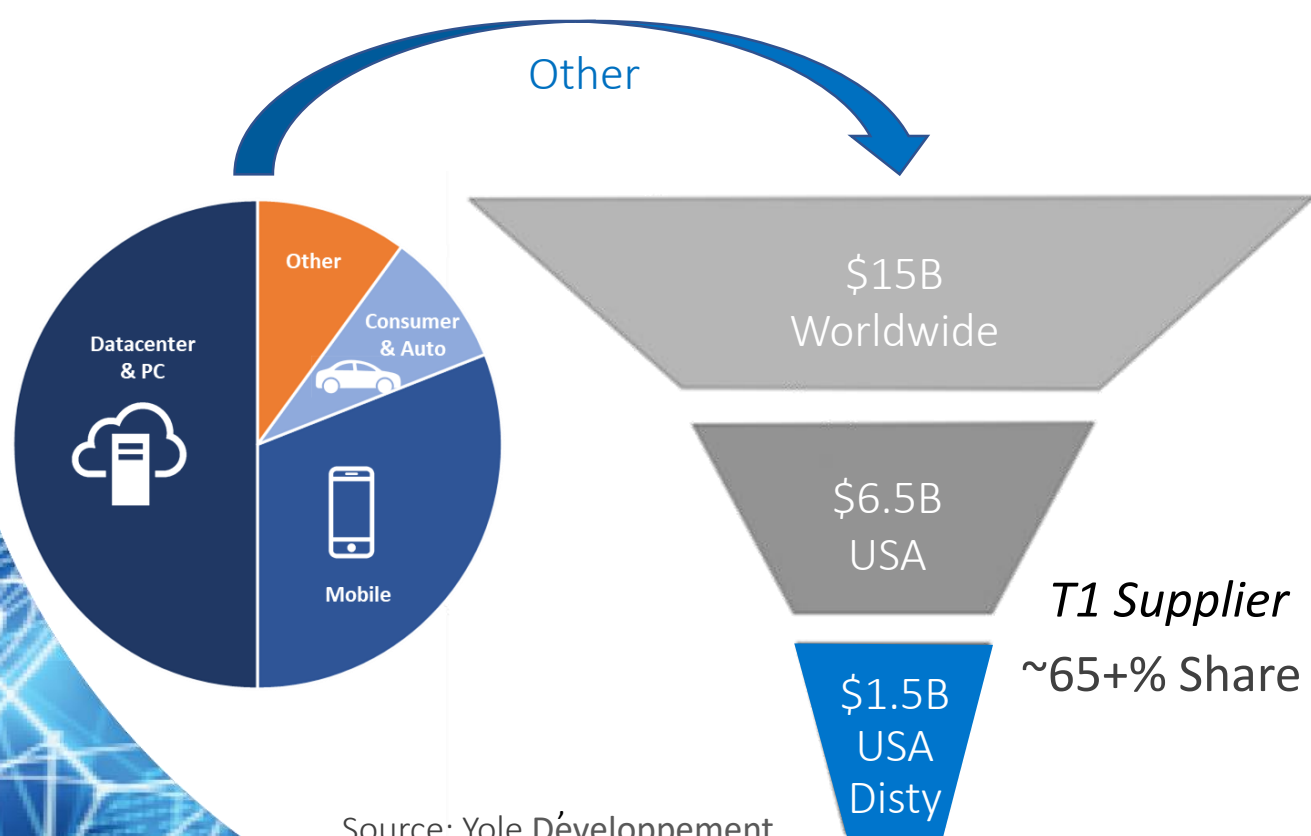 Other
Other
Consumer
& Auto
Datacenter
& PC
Mobile
$15B
Worldwide
$6.5B
USA
T1 Supplier
~65+% Share
$1.5B
USA
Disty
Source: Yole Développement